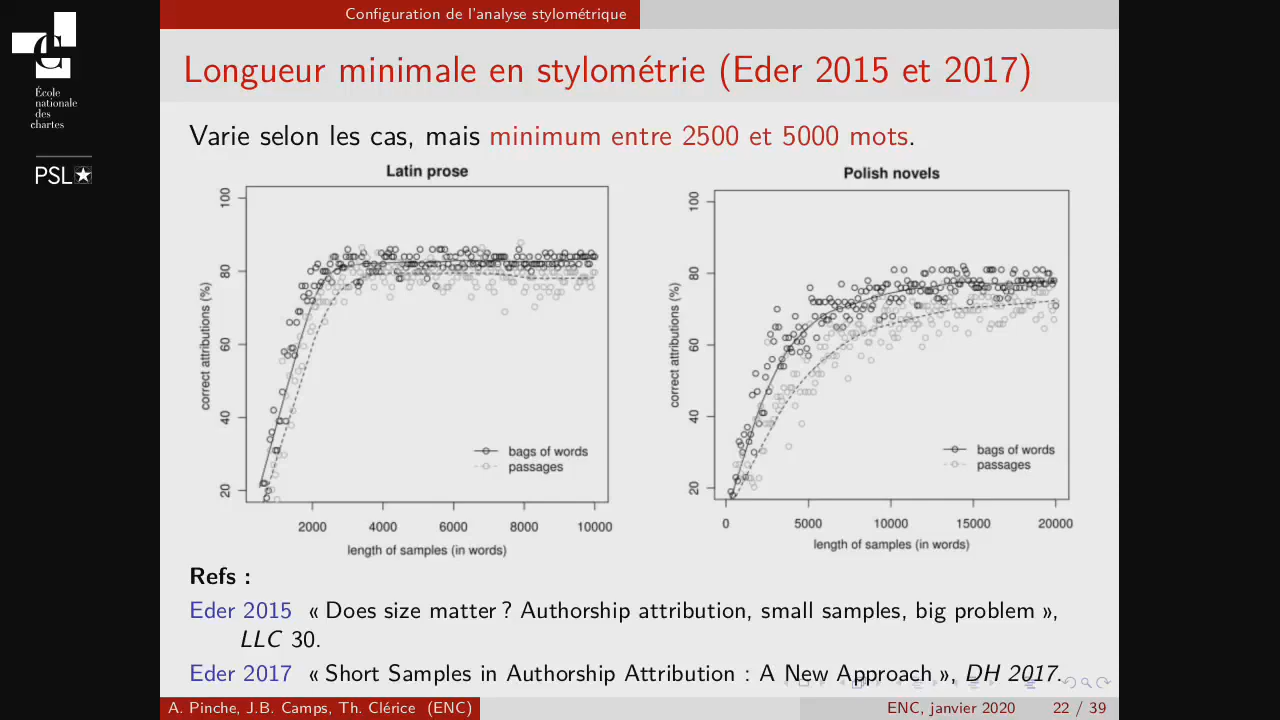 Configuration de l'analyse stylométrique
École
nationale
des
chartes
PSL
Longueur minimale en stylométrie (Eder 2015 et 2017)
Varie selon les cas, mais minimum entre 2500 et 5000 mots.
Latin prose
correct attributions (%)
100
80
60
40
20
bags of words
passages
2000 4000 6000 8000 10000
length of samples (in words)
Polish novels
correct attributions (%)
100
80
60
40
20
bags of words
passages
0 5000 10000 15000 20000
length of samples (in words)
Refs :
Eder 2015 « Does size matter ? Authorship attribution, small samples, big problem »,
LLC 30.
Eder 2017 « Short Samples in Authorship Attribution : A New Approach », DH 2017.
A. Pinche, J.B. Camps, Th. Clérice (ENC) ENC, janvier 2020 22 / 39